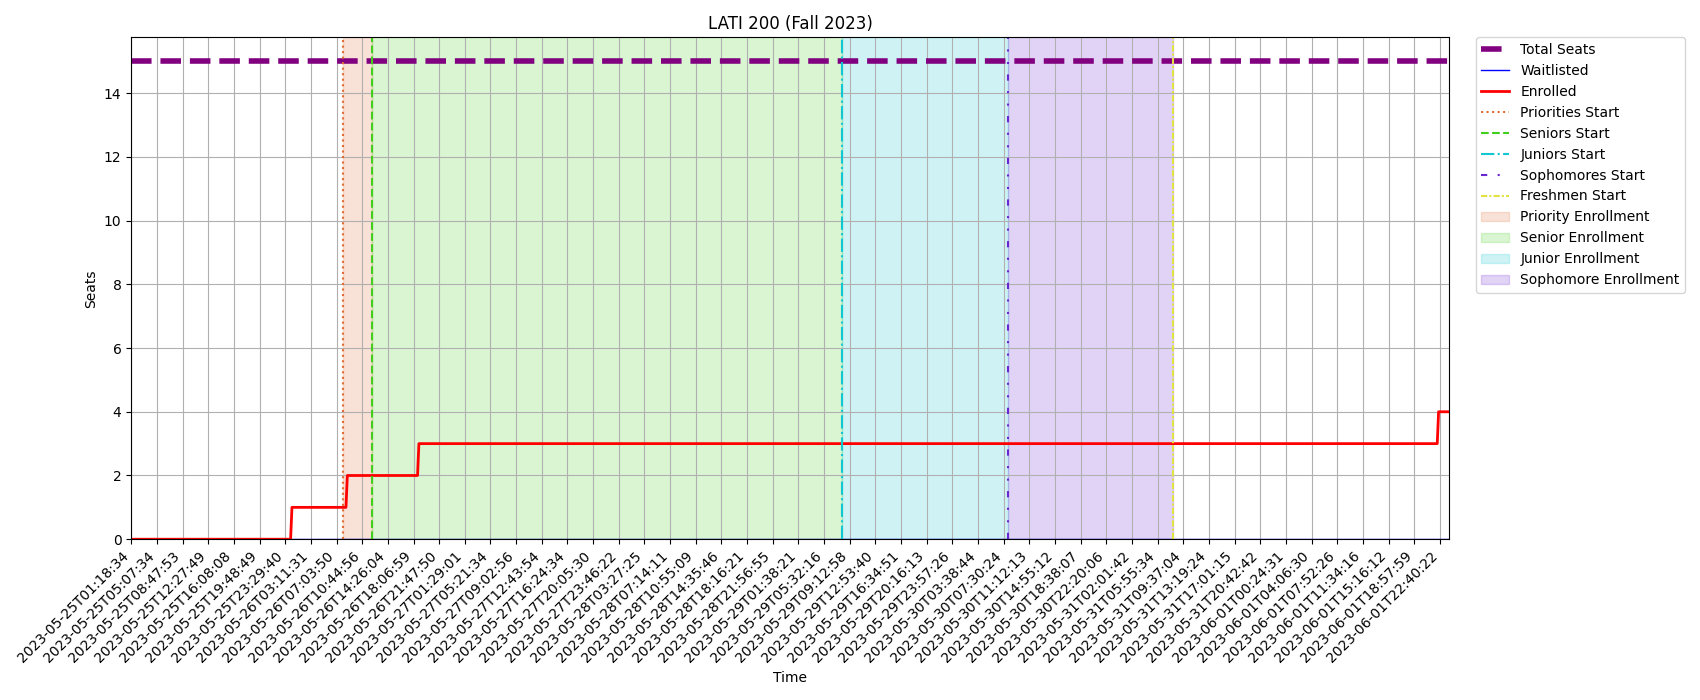 LATI 200 (Fall 2023)
Seats
14
12
10
8
6
4
2
0
2023-05-25T01:18:34
2023-05-25T05:07:34
2023-05-25T08:47:53
2023-05-25T12:27:49
2023-05-25T16:08:08
2023-05-25T19:48:49
2023-05-25T23:29:40
2023-05-26T03:11:31
2023-05-26T07:03:50
2023-05-26T10:44:56
2023-05-26T14:26:04
2023-05-26T18:06:59
2023-05-26T21:47:50
2023-05-27T01:29:01
2023-05-27T05:21:34
2023-05-27T09:02:56
2023-05-27T12:43:54
2023-05-27T16:24:34
2023-05-27T20:05:30
2023-05-27T23:46:22
2023-05-28T03:27:25
2023-05-28T07:14:11
2023-05-28T10:55:09
2023-05-28T14:35:46
2023-05-28T18:16:21
2023-05-28T21:56:55
2023-05-29T01:38:21
2023-05-29T05:32:16
2023-05-29T09:12:58
2023-05-29T12:53:40
2023-05-29T16:34:51
2023-05-29T20:16:13
2023-05-29T23:57:26
2023-05-30T03:38:44
2023-05-30T07:30:24
2023-05-30T11:12:13
2023-05-30T14:55:12
2023-05-30T18:38:07
2023-05-30T22:20:06
2023-05-31T02:01:42
2023-05-31T05:55:34
2023-05-31T09:37:04
2023-05-31T13:19:24
2023-05-31T17:01:15
2023-05-31T20:42:42
2023-06-01T00:24:31
2023-06-01T04:06:30
2023-06-01T07:52:26
2023-06-01T11:34:16
2023-06-01T15:16:12
2023-06-01T18:57:59
2023-06-01T22:40:22
Time
Total Seats
Waitlisted
Enrolled
Priorities Start
Seniors Start
Juniors Start
Sophomores Start
Freshmen Start
Priority Enrollment
Senior Enrollment
Junior Enrollment
Sophomore Enrollment